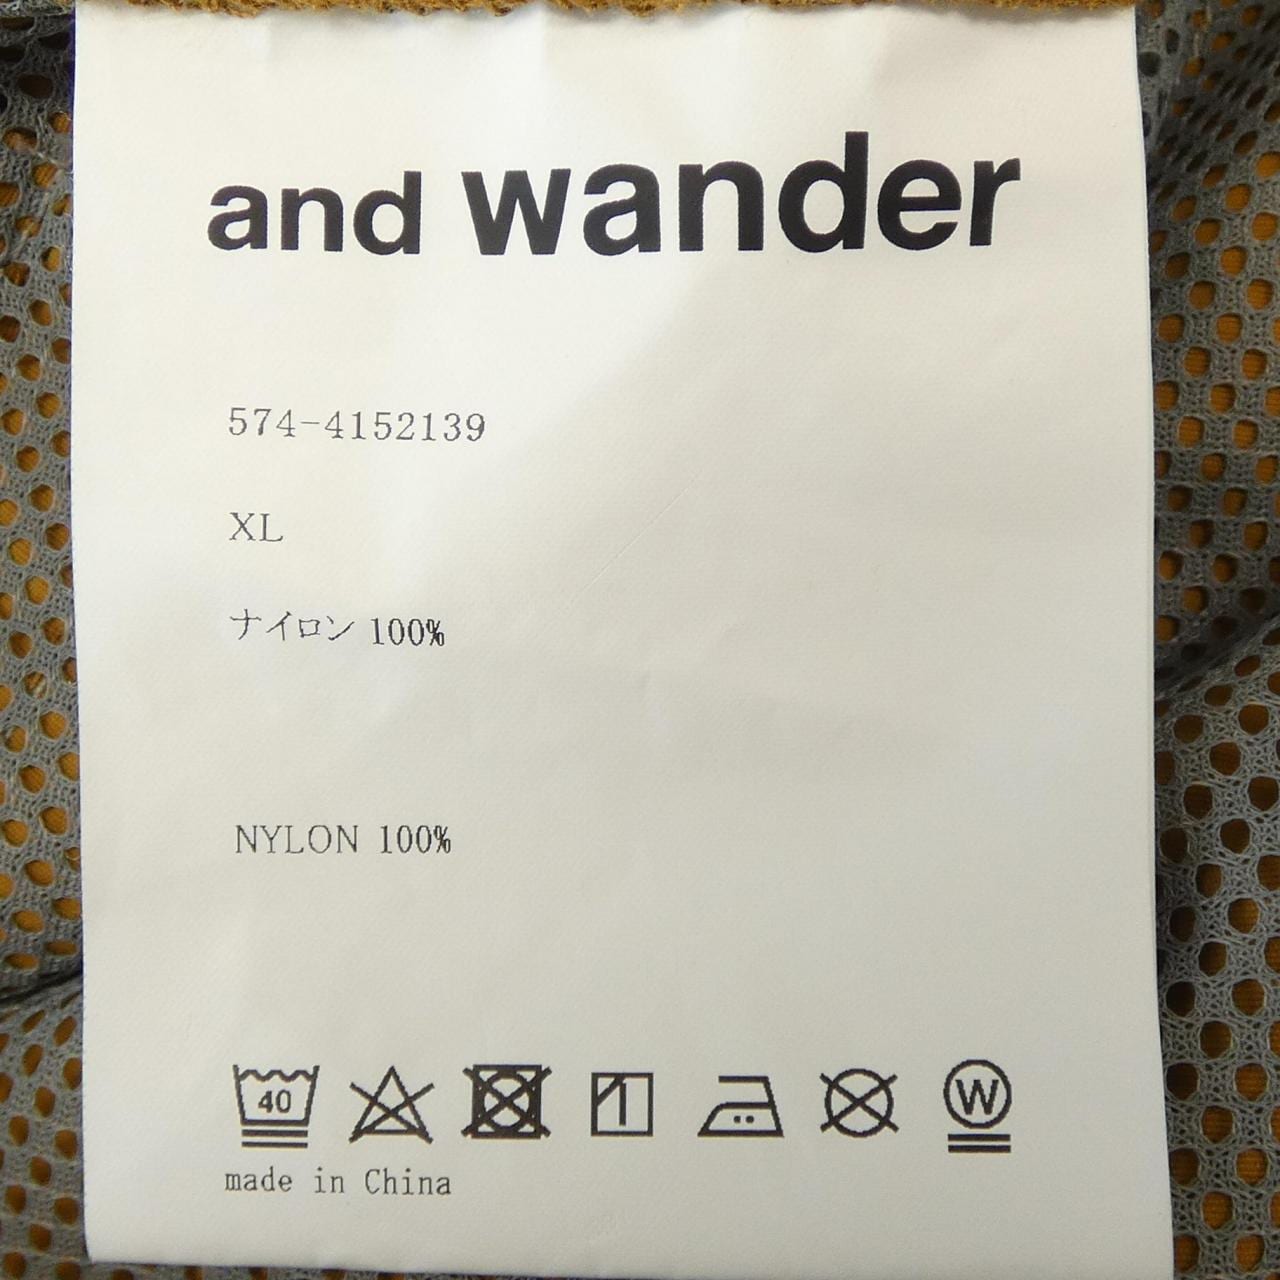 and wander
574-4152139
XL
ナイロン 100%
NYLON 100%
40
W
made in China